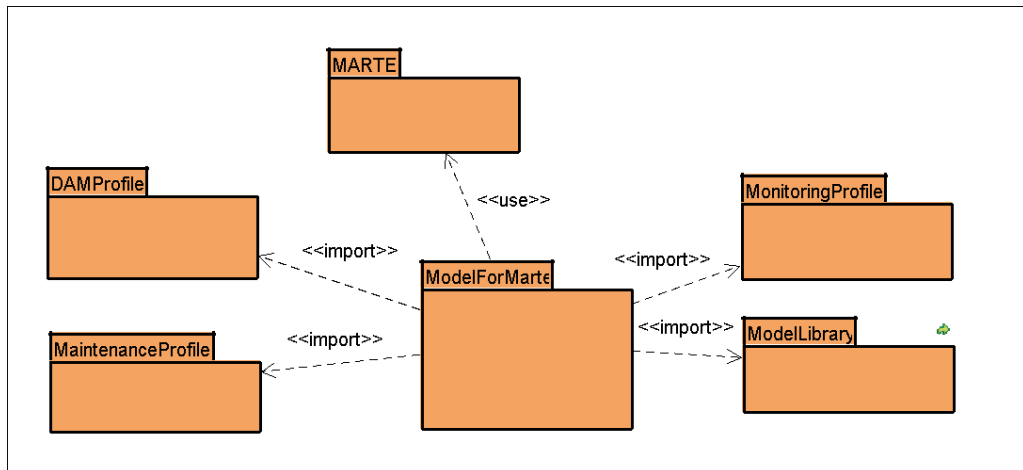 MARTE
DAMProfile
<<use>>
MonitoringProfile
<<import>>
<<import>>
ModelForMarte
MaintenanceProfile
<<import>>
<<import>>
ModelLibrary